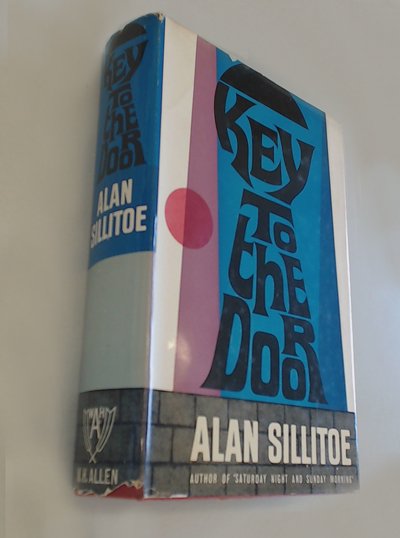 KEY
TO
thE
DOOR
ALAN
SILLITOE
W.H. ALLEN
KEY
TO
thE
DOOR
ALAN SILLITOE
AUTHOR OF 'SATURDAY NIGHT AND SUNDAY MORNING'